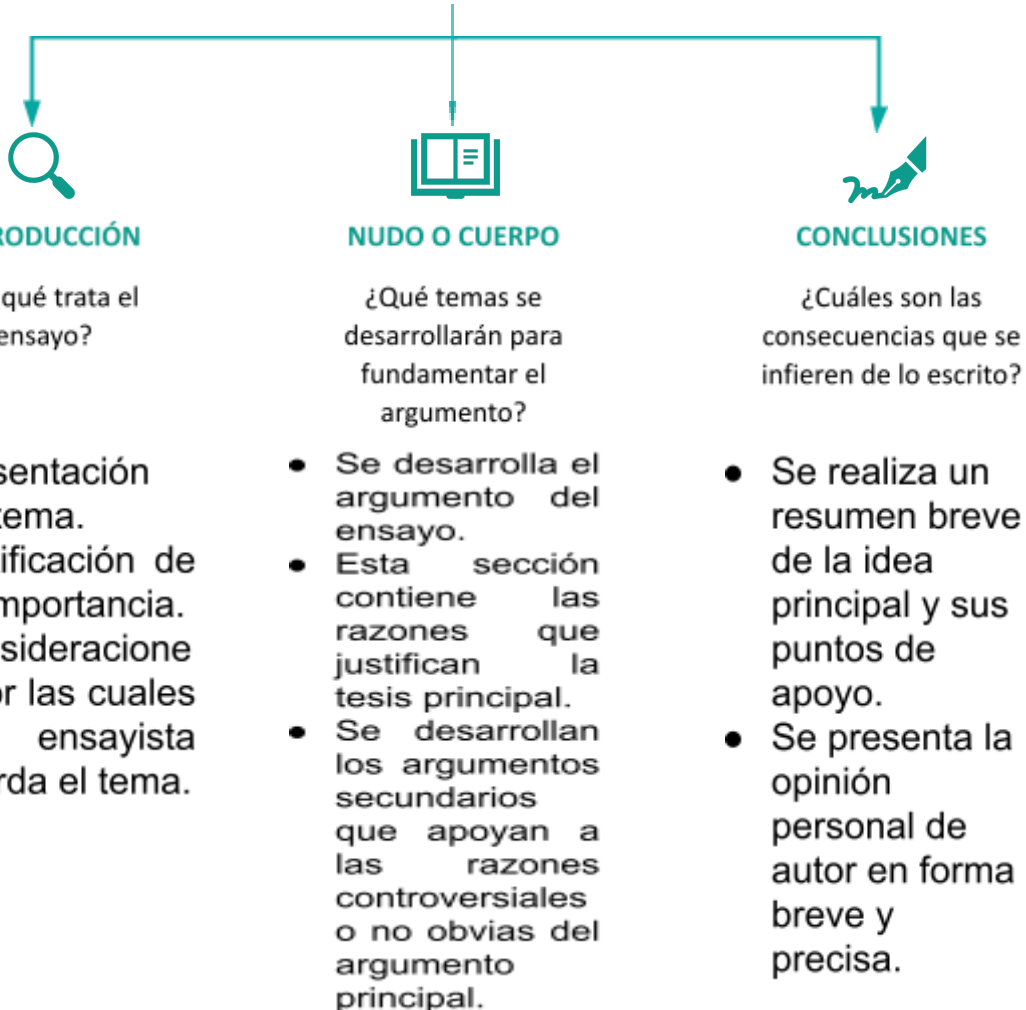 RODUCCIÓN
qué trata el
ensayo?
sentación
tema.
ificación de
mportancia.
sideracione
or las cuales
ensayista
rda el tema.
NUDO O CUERPO
¿Qué temas se
desarrollarán para
fundamentar el
argumento?
● Se desarrolla el
argumento del
ensayo.
● Esta sección
contiene las
razones que
justifican la
tesis principal.
● Se desarrollan
los argumentos
secundarios
que apoyan a
las razones
controversiales
o no obvias del
argumento
principal.
CONCLUSIONES
¿Cuáles son las
consecuencias que se
infieren de lo escrito?
● Se realiza un
resumen breve
de la idea
principal y sus
puntos de
apoyo.
● Se presenta la
opinión
personal de
autor en forma
breve y
precisa.